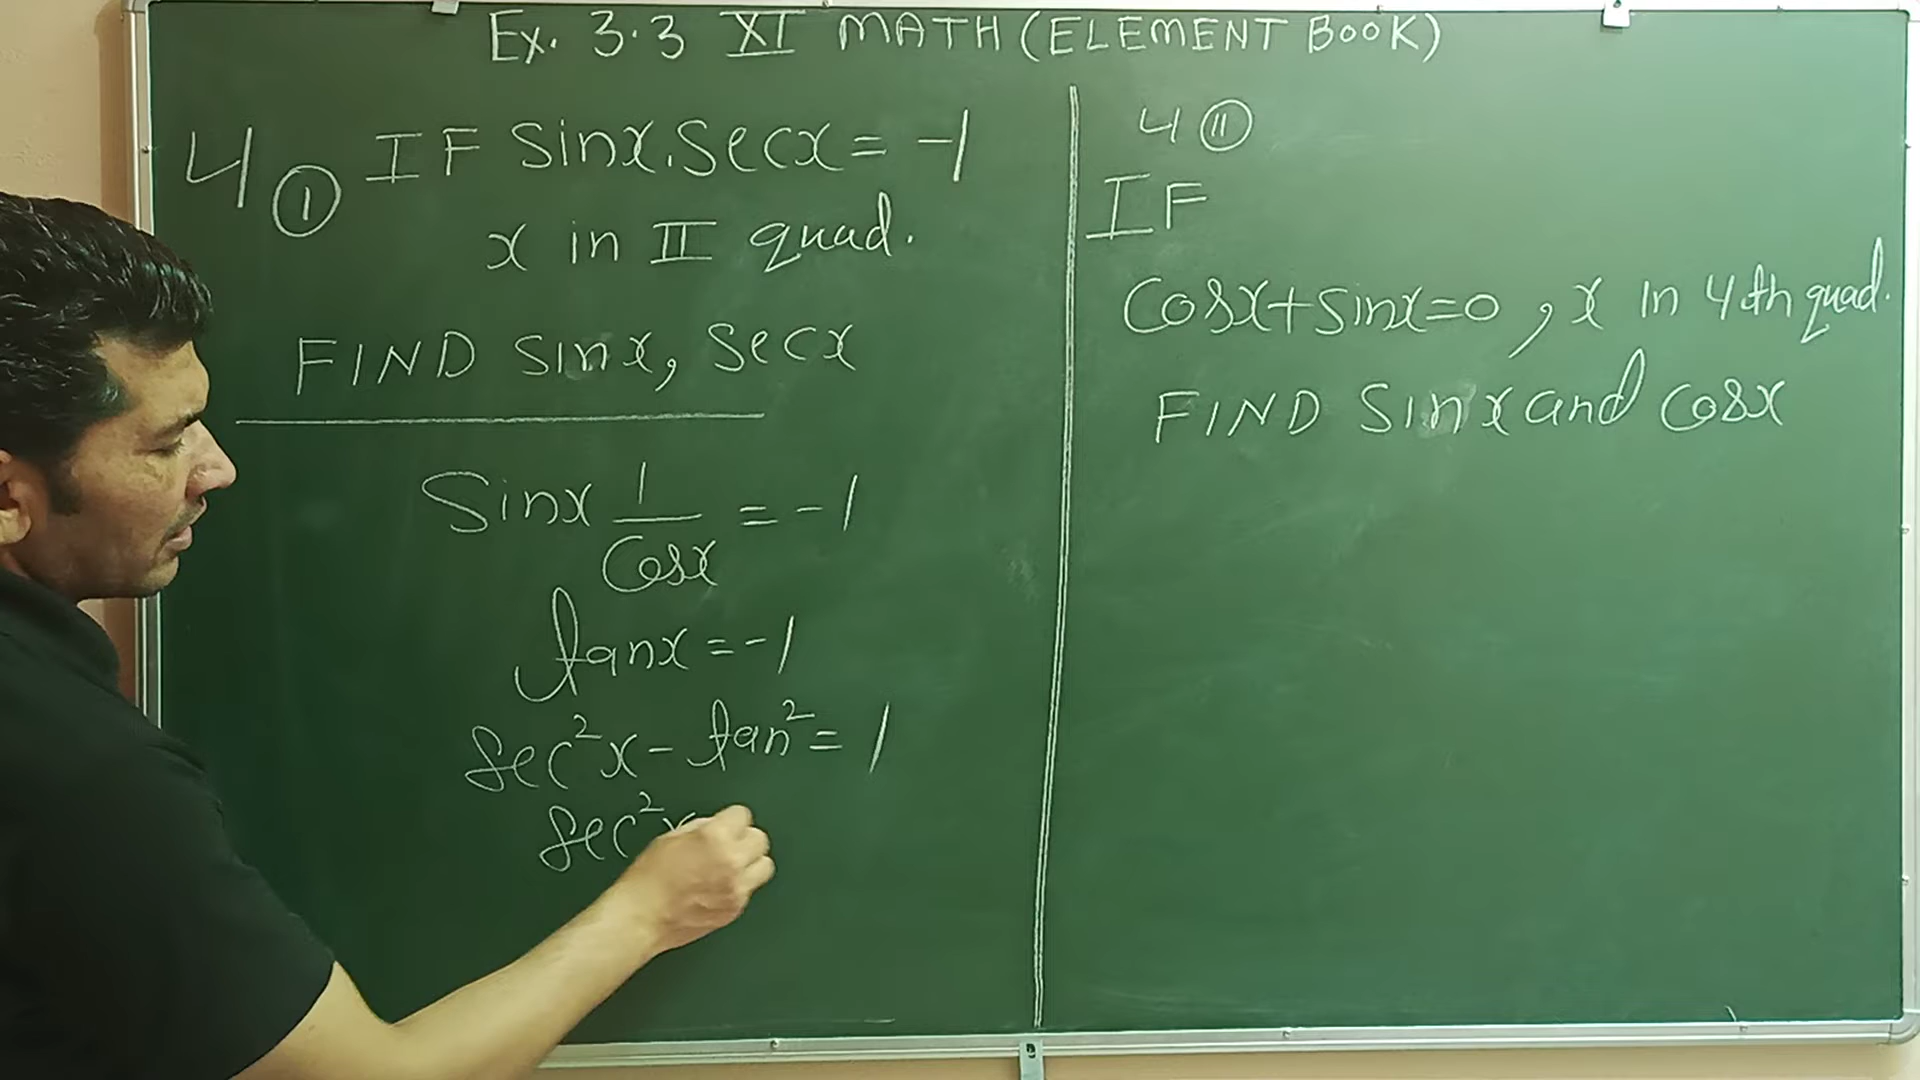 Ex. 3.3 XI MATH (ELEMENT BOOK)
4 ① IF Sinx.Secx = -1
x in II quad.
FIND Sinx, Secx
Sinx 1/Cosx = -1
tanx = -1
Sec²x - tan² = 1
Sec²x
4 ⑪
IF
Cosx+Sinx=0, x in 4th quad.
FIND Sinx and Cosx